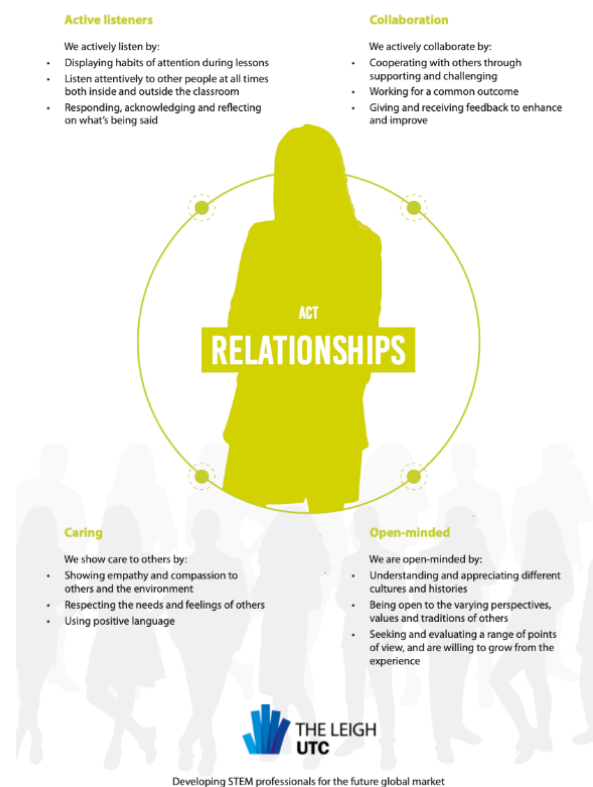 Active listeners
We actively listen by:
• Displaying habits of attention during lessons
• Listen attentively to other people at all times
both inside and outside the classroom
• Responding, acknowledging and reflecting
on what's being said
Collaboration
We actively collaborate by:
• Cooperating with others through
supporting and challenging
• Working for a common outcome
• Giving and receiving feedback to enhance
and improve
ACT
RELATIONSHIPS
Caring
We show care to others by:
• Showing empathy and compassion to
others and the environment
• Respecting the needs and feelings of others
• Using positive language
Open-minded
We are open-minded by:
• Understanding and appreciating different
cultures and histories
• Being open to the varying perspectives,
values and traditions of others
• Seeking and evaluating a range of points
of view, and are willing to grow from the
experience
THE LEIGH
UTC
Developing STEM professionals for the future global market